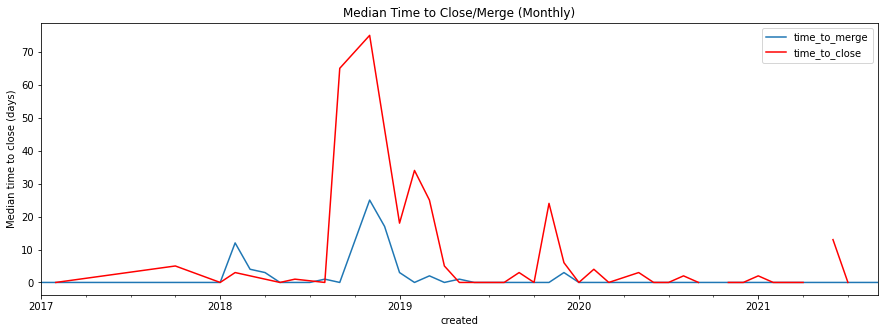 Median Time to Close/Merge (Monthly)
time_to_merge
time_to_close
Median time to close (days)
70
60
50
40
30
20
10
0
2017
2018
2019
2020
2021
created